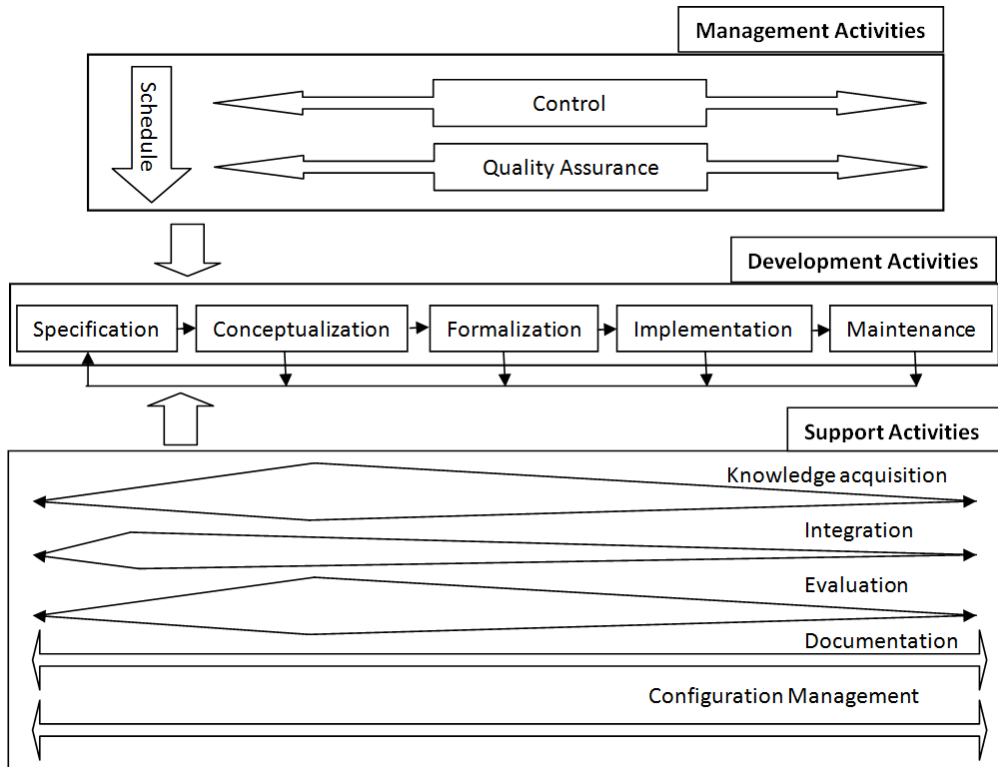 Management Activities
Schedule
Control
Quality Assurance
Development Activities
Specification
Conceptualization
Formalization
Implementation
Maintenance
Support Activities
Knowledge acquisition
Integration
Evaluation
Documentation
Configuration Management